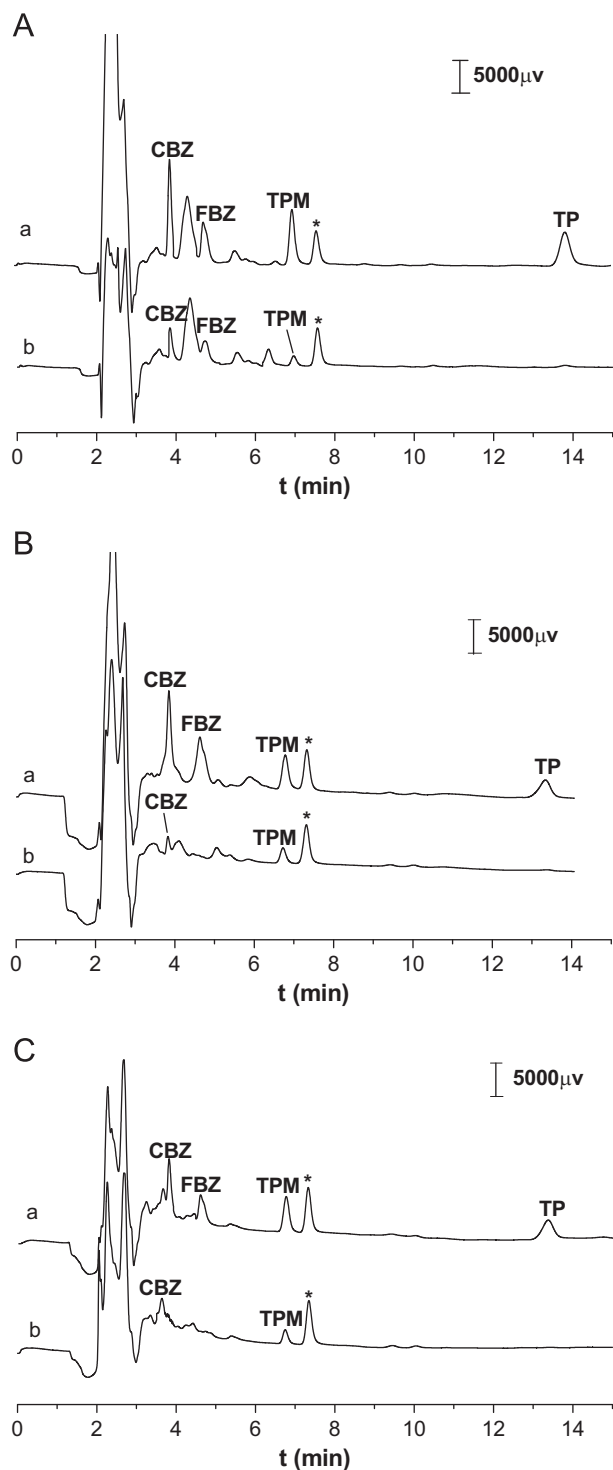 A
5000μv
CBZ
FBZ
TPM
*
TP
a
CBZ
FBZ
TPM
*
b
0 2 4 6 8 10 12 14
t (min)
B
5000μv
CBZ
FBZ
TPM
*
TP
a
CBZ
TPM
*
b
0 2 4 6 8 10 12 14
t (min)
C
5000μv
CBZ
FBZ
TPM
*
TP
a
CBZ
TPM
*
b
0 2 4 6 8 10 12 14
t (min)